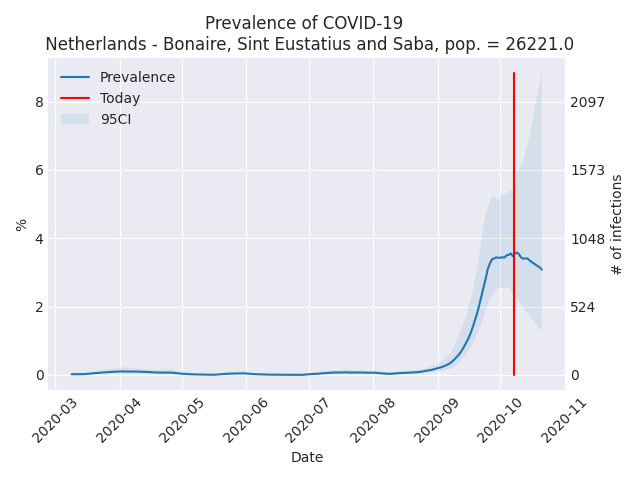 Prevalence of COVID-19
Netherlands - Bonaire, Sint Eustatius and Saba, pop. = 26221.0
Prevalence
Today
95CI
8
6
4
2
0
%
2097
1573
1048
524
0
# of infections
2020-03
2020-04
2020-05
2020-06
2020-07
2020-08
2020-09
2020-10
2020-11
Date